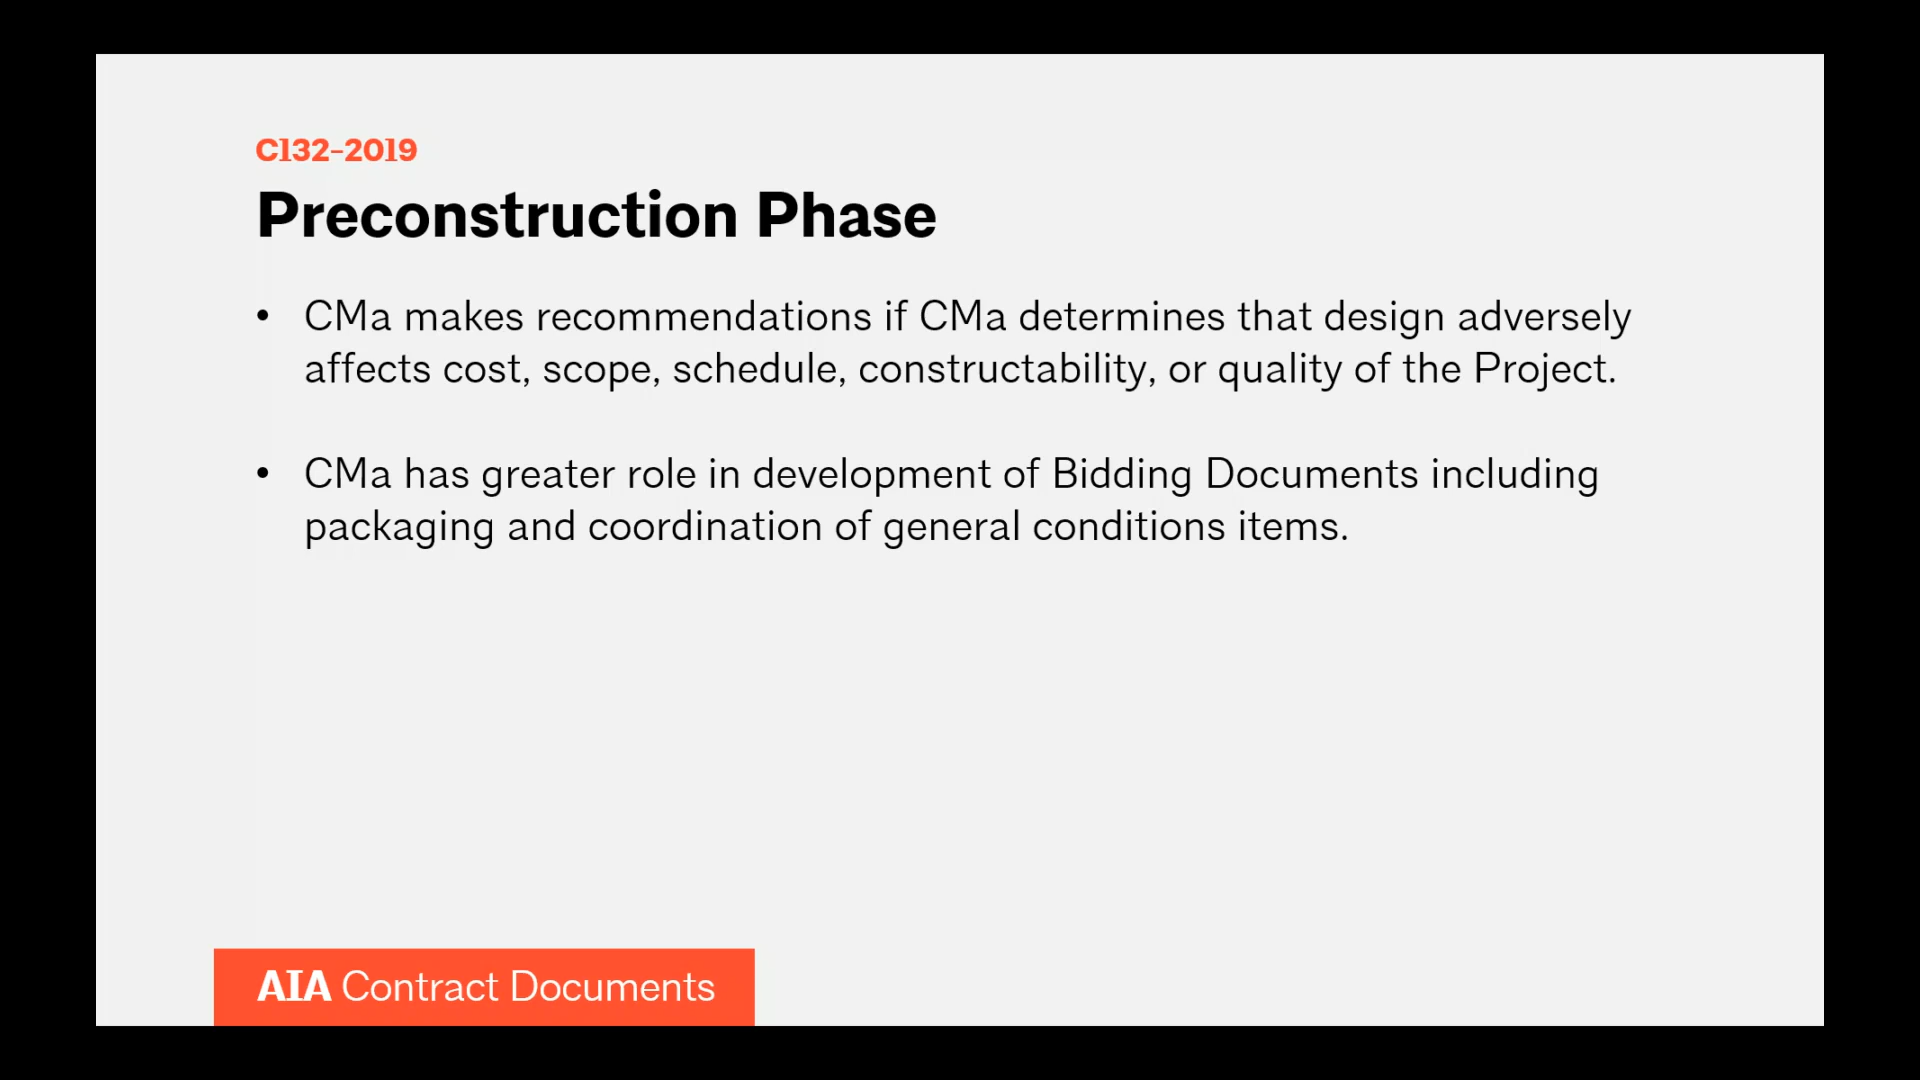 C132-2019
Preconstruction Phase
• CMa makes recommendations if CMa determines that design adversely
affects cost, scope, schedule, constructability, or quality of the Project.
• CMa has greater role in development of Bidding Documents including
packaging and coordination of general conditions items.
AIA Contract Documents